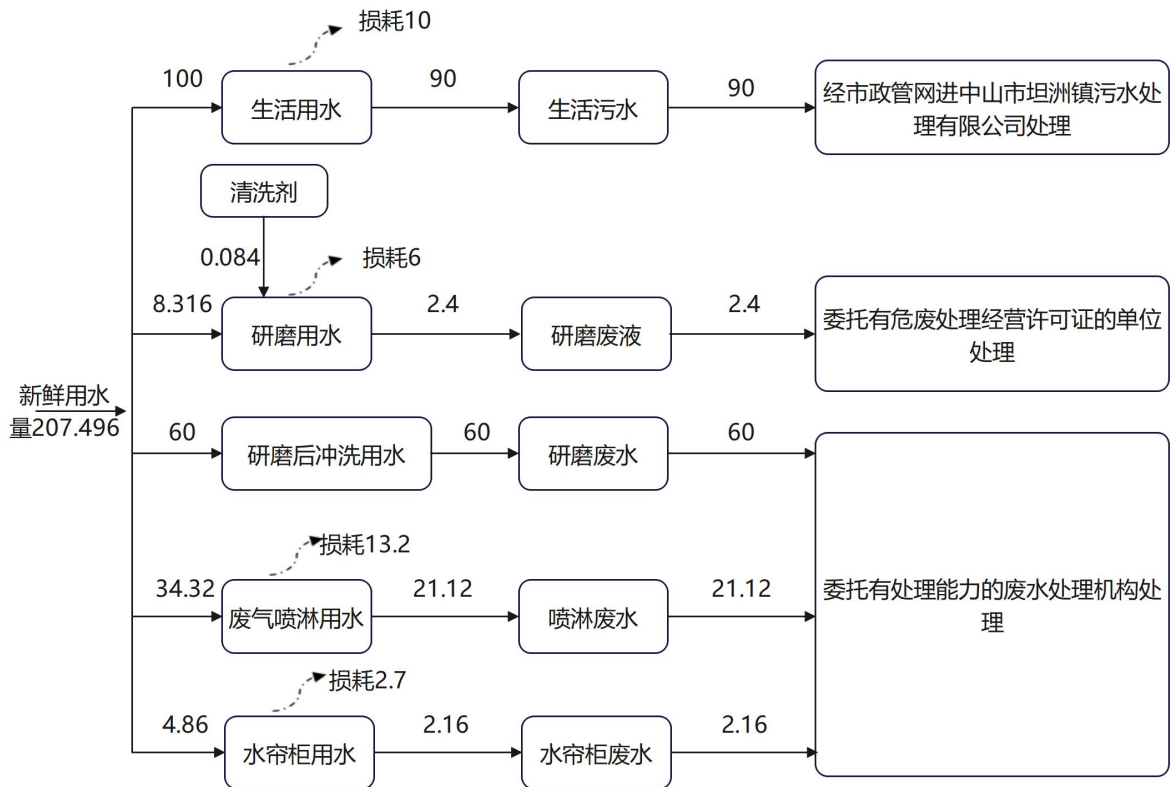 损耗10
100
生活用水
90
生活污水
90
经市政管网进中山市坦洲镇污水处
理有限公司处理
清洗剂
0.084
损耗6
8.316
研磨用水
2.4
研磨废液
2.4
委托有危废处理经营许可证的单位
处理
新鲜用水
量207.496
60
研磨后冲洗用水
60
研磨废水
60
损耗13.2
34.32
废气喷淋用水
21.12
喷淋废水
21.12
委托有处理能力的废水处理机构处
理
损耗2.7
4.86
水帘柜用水
2.16
水帘柜废水
2.16